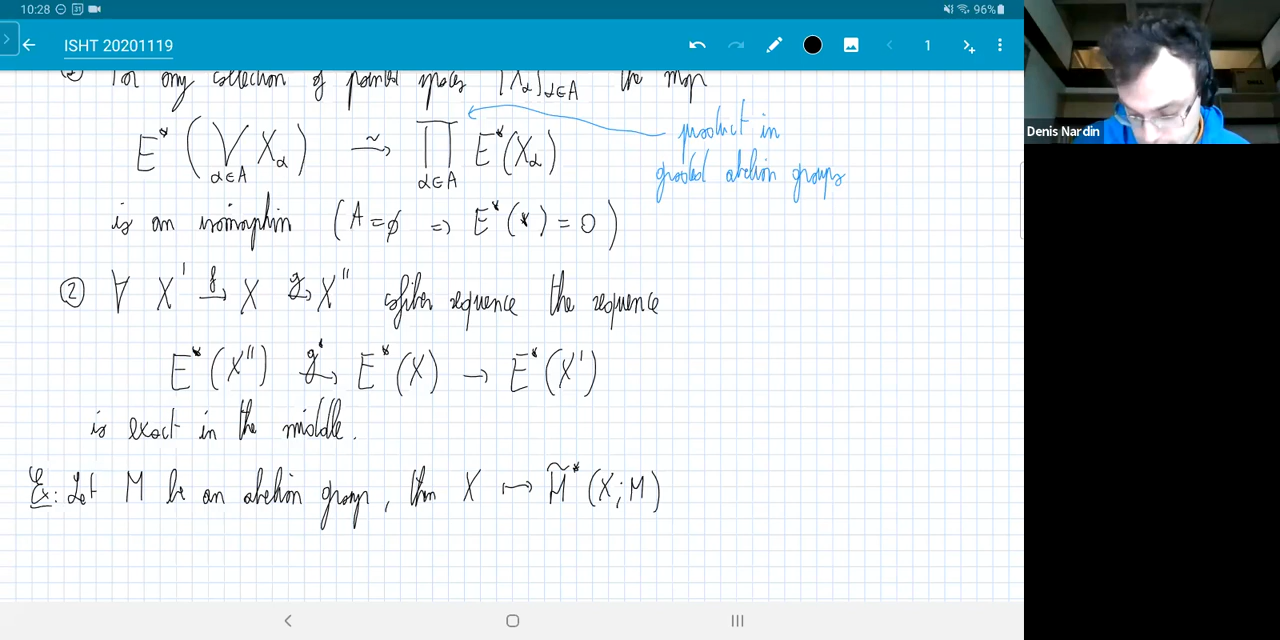 10:28 31 96%
ISHT 20201119
For any collection of pointed spaces {X_α}_{α∈A} the map
E*(⋁_{α∈A} X_α) ⥲ ∏_{α∈A} E*(X_α)
product in
graded abelian groups
is an isomorphism (A=∅ ⇒ E*(*)=0)
② ∀ X' →^f X →^g X'' cofiber sequence the sequence
E*(X'') →^{g*} E*(X) → E*(X')
is exact in the middle.
Ex: Let M be an abelian group, then X ↦ H̃*(X;M)
1
Denis Nardin